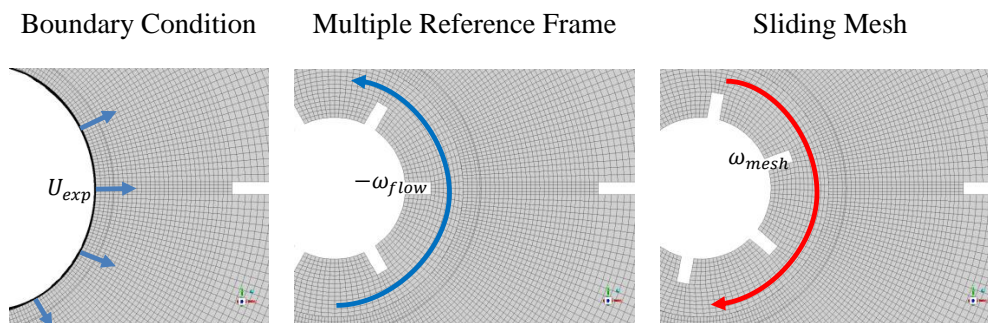 Boundary Condition
Multiple Reference Frame
Sliding Mesh
U_exp
−ω_flow
ω_mesh